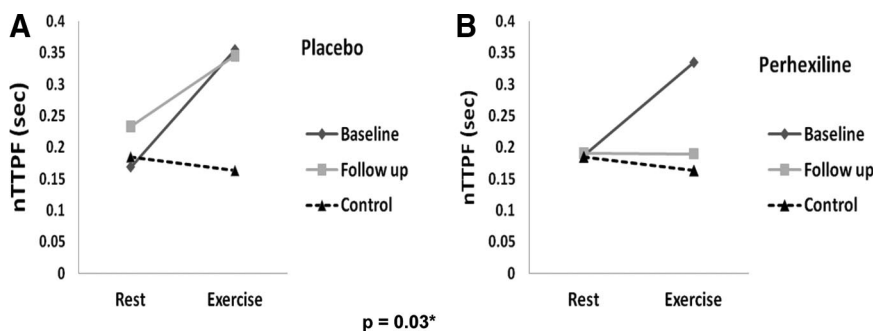 A
Placebo
nTTPF (sec)
0.4
0.35
0.3
0.25
0.2
0.15
0.1
0.05
0
Rest Exercise
Baseline
Follow up
Control
B
Perhexiline
nTTPF (sec)
0.4
0.35
0.3
0.25
0.2
0.15
0.1
0.05
0
Rest Exercise
Baseline
Follow up
Control
p = 0.03*